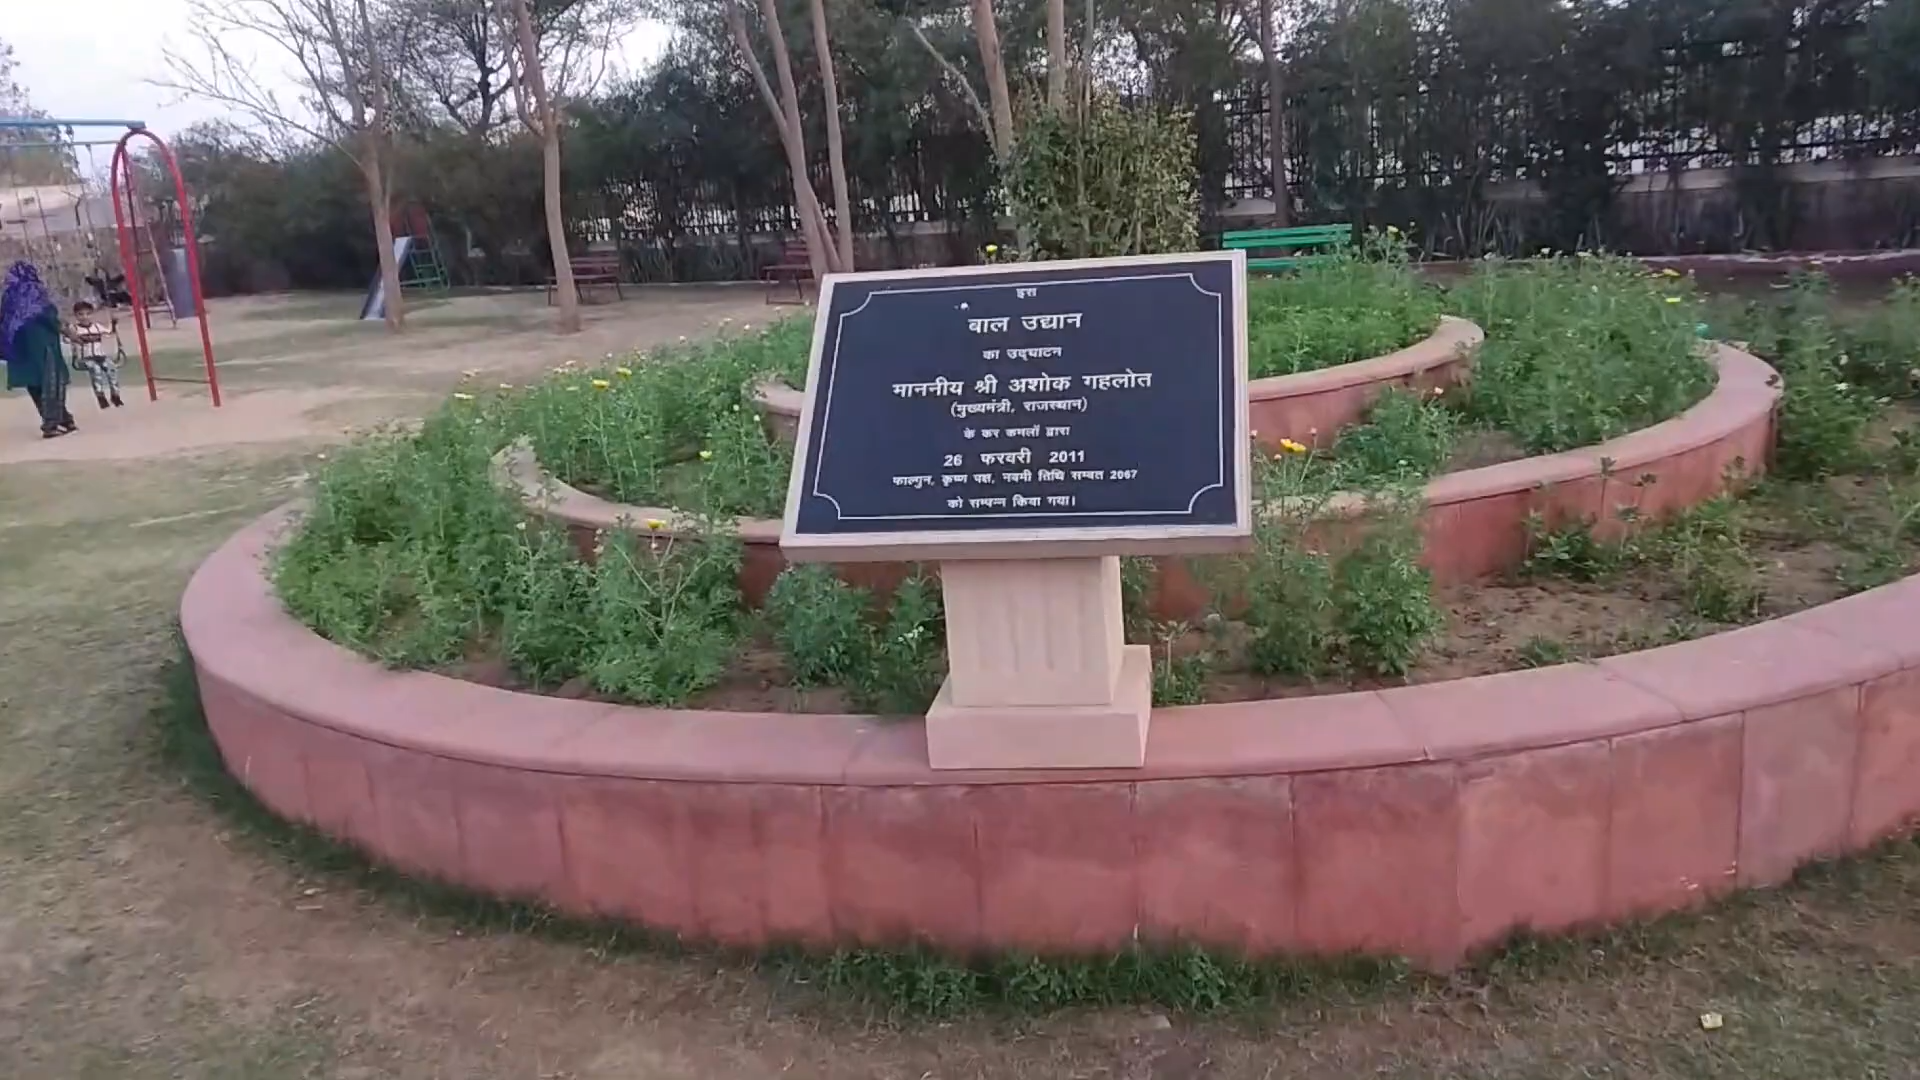 इस
बाल उद्यान
का उद्‌घाटन
माननीय श्री अशोक गहलोत
(मुख्यमंत्री, राजस्थान)
के कर कमलों द्वारा
26 फरवरी 2011
फाल्गुन, कृष्ण पक्ष, नवमी तिथि सम्वत 2067
को सम्पन्न किया गया।